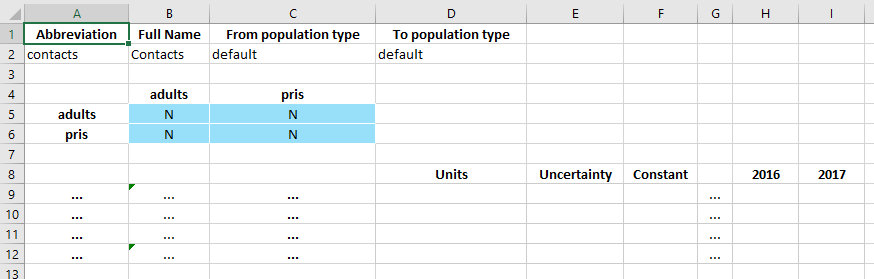 A B C D E F G H I
1 Abbreviation Full Name From population type To population type
2 contacts Contacts default default
3
4 adults pris
5 adults N N
6 pris N N
7
8 Units Uncertainty Constant 2016 2017
9 ... ... ... ...
10 ... ... ... ...
11 ... ... ... ...
12 ... ... ... ...
13